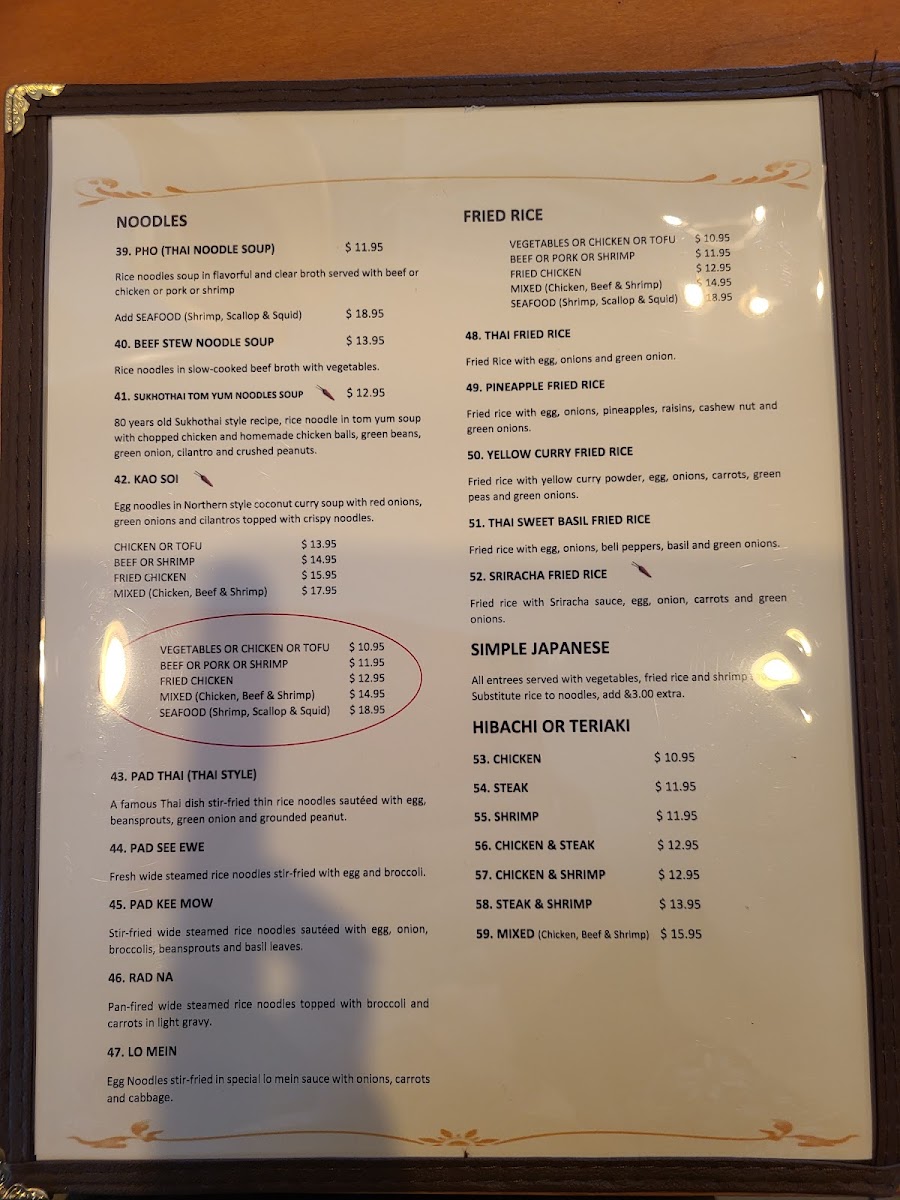 NOODLES
39. PHO (THAI NOODLE SOUP) $ 11.95
Rice noodles soup in flavorful and clear broth served with beef or
chicken or pork or shrimp
Add SEAFOOD (Shrimp, Scallop & Squid) $ 18.95
40. BEEF STEW NOODLE SOUP $ 13.95
Rice noodles in slow-cooked beef broth with vegetables.
41. SUKHOTHAI TOM YUM NOODLES SOUP $ 12.95
80 years old Sukhothai style recipe, rice noodle in tom yum soup
with chopped chicken and homemade chicken balls, green beans,
green onion, cilantro and crushed peanuts.
42. KAO SOI
Egg noodles in Northern style coconut curry soup with red onions,
green onions and cilantros topped with crispy noodles.
CHICKEN OR TOFU $ 13.95
BEEF OR SHRIMP $ 14.95
FRIED CHICKEN $ 15.95
MIXED (Chicken, Beef & Shrimp) $ 17.95
VEGETABLES OR CHICKEN OR TOFU $ 10.95
BEEF OR PORK OR SHRIMP $ 11.95
FRIED CHICKEN $ 12.95
MIXED (Chicken, Beef & Shrimp) $ 14.95
SEAFOOD (Shrimp, Scallop & Squid) $ 18.95
43. PAD THAI (THAI STYLE)
A famous Thai dish stir-fried thin rice noodles sautéed with egg,
beansprouts, green onion and grounded peanut.
44. PAD SEE EWE
Fresh wide steamed rice noodles stir-fried with egg and broccoli.
45. PAD KEE MOW
Stir-fried wide steamed rice noodles sautéed with egg, onion,
broccolis, beansprouts and basil leaves.
46. RAD NA
Pan-fired wide steamed rice noodles topped with broccoli and
carrots in light gravy.
47. LO MEIN
Egg Noodles stir-fried in special lo mein sauce with onions, carrots
and cabbage.
FRIED RICE
VEGETABLES OR CHICKEN OR TOFU $ 10.95
BEEF OR PORK OR SHRIMP $ 11.95
FRIED CHICKEN $ 12.95
MIXED (Chicken, Beef & Shrimp) $ 14.95
SEAFOOD (Shrimp, Scallop & Squid) 18.95
48. THAI FRIED RICE
Fried Rice with egg, onions and green onion.
49. PINEAPPLE FRIED RICE
Fried rice with egg, onions, pineapples, raisins, cashew nut and
green onions.
50. YELLOW CURRY FRIED RICE
Fried rice with yellow curry powder, egg, onions, carrots, green
peas and green onions.
51. THAI SWEET BASIL FRIED RICE
Fried rice with egg, onions, bell peppers, basil and green onions.
52. SRIRACHA FRIED RICE
Fried rice with Sriracha sauce, egg, onion, carrots and green
onions.
SIMPLE JAPANESE
All entrees served with vegetables, fried rice and shrimp
Substitute rice to noodles, add &3.00 extra.
HIBACHI OR TERIAKI
53. CHICKEN $ 10.95
54. STEAK $ 11.95
55. SHRIMP $ 11.95
56. CHICKEN & STEAK $ 12.95
57. CHICKEN & SHRIMP $ 12.95
58. STEAK & SHRIMP $ 13.95
59. MIXED (Chicken, Beef & Shrimp) $ 15.95